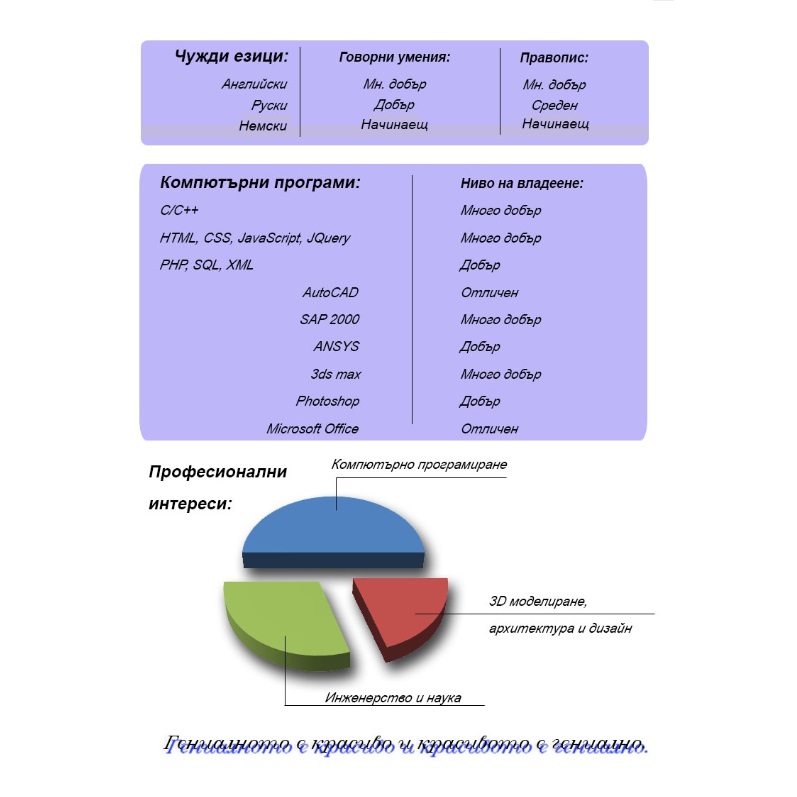 Чужди езици: Говорни умения: Правопис:
Английски Мн. добър Мн. добър
Руски Добър Среден
Немски Начинаещ Начинаещ
Компютърни програми: Ниво на владеене:
C/C++ Много добър
HTML, CSS, JavaScript, JQuery Много добър
PHP, SQL, XML Добър
AutoCAD Отличен
SAP 2000 Много добър
ANSYS Добър
3ds max Много добър
Photoshop Добър
Microsoft Office Отличен
Професионални
интереси:
Компютърно програмиране
3D моделиране,
архитектура и дизайн
Инженерство и наука
Гениалното е красиво и красивото е гениално.